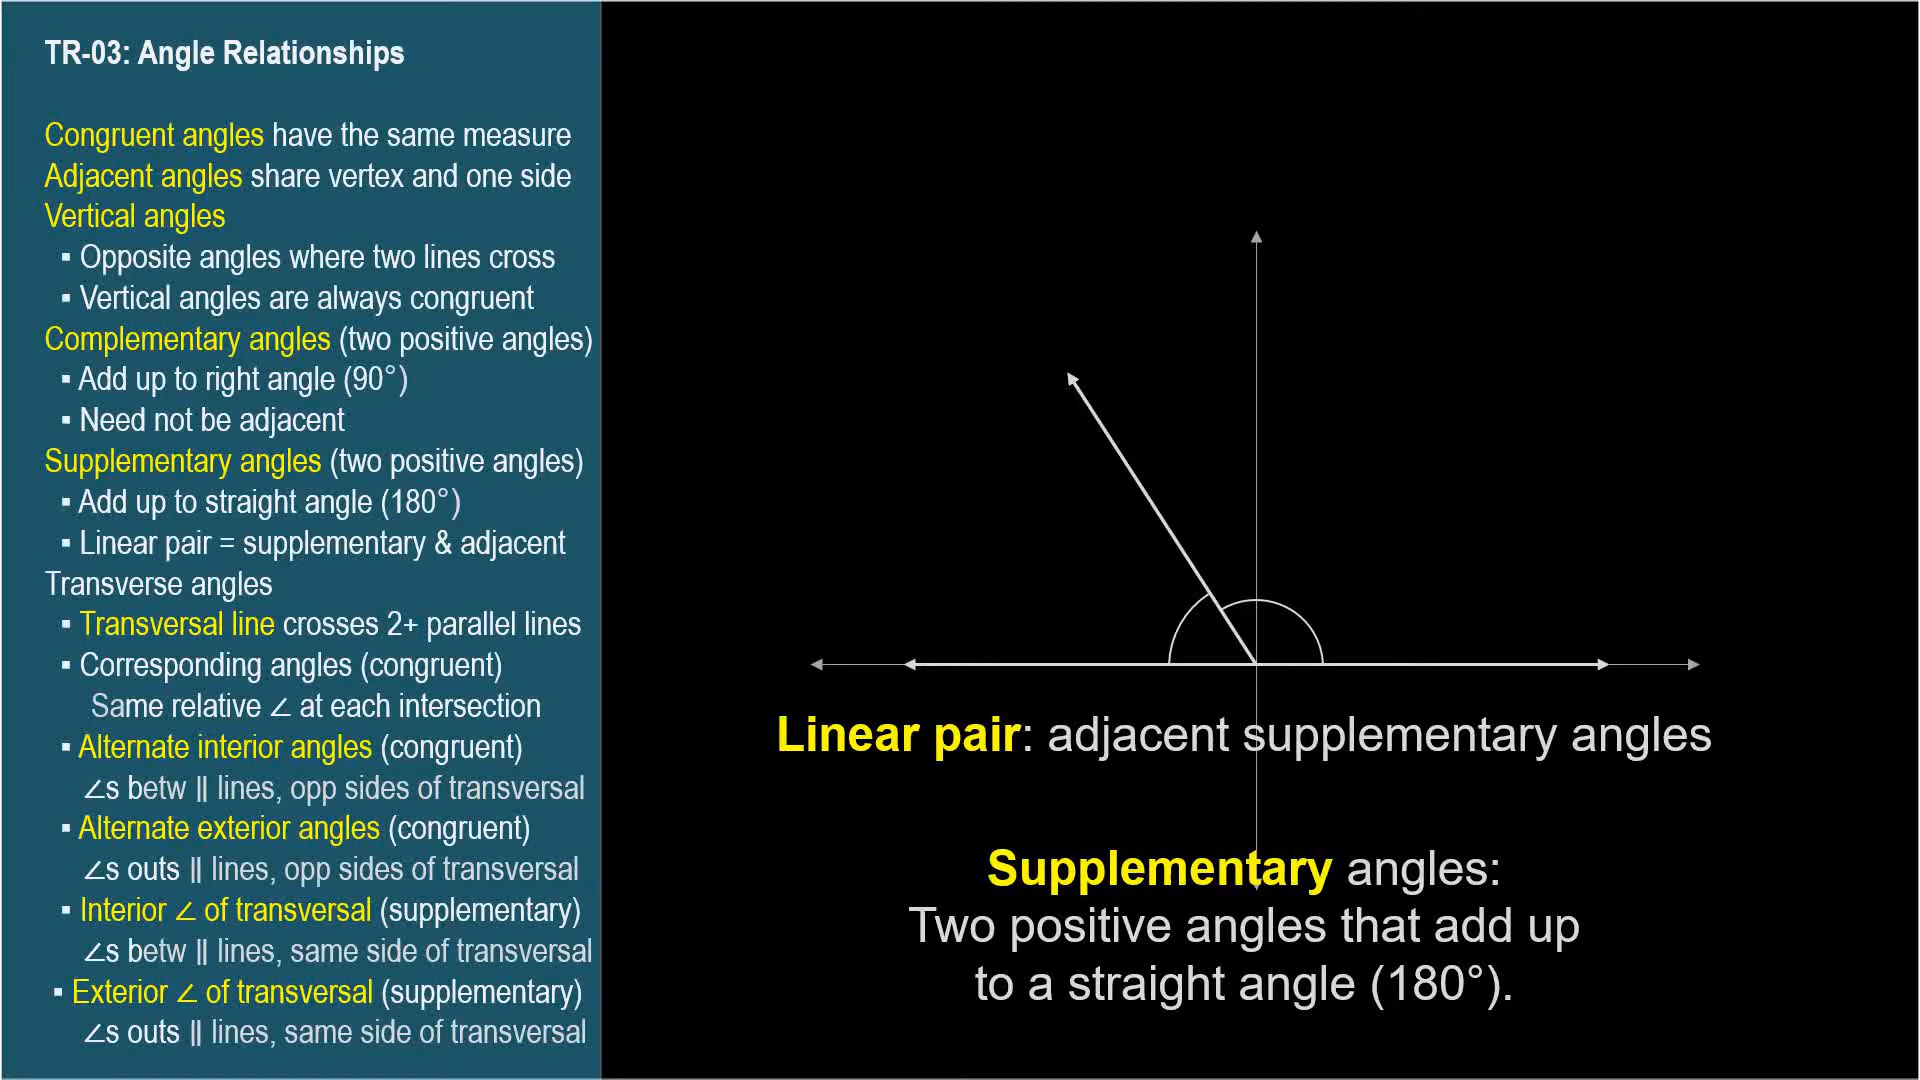 TR-03: Angle Relationships
Congruent angles have the same measure
Adjacent angles share vertex and one side
Vertical angles
▪ Opposite angles where two lines cross
▪ Vertical angles are always congruent
Complementary angles (two positive angles)
▪ Add up to right angle (90°)
▪ Need not be adjacent
Supplementary angles (two positive angles)
▪ Add up to straight angle (180°)
▪ Linear pair = supplementary & adjacent
Transverse angles
▪ Transversal line crosses 2+ parallel lines
▪ Corresponding angles (congruent)
Same relative ∠ at each intersection
▪ Alternate interior angles (congruent)
∠s betw ∥ lines, opp sides of transversal
▪ Alternate exterior angles (congruent)
∠s outs ∥ lines, opp sides of transversal
▪ Interior ∠ of transversal (supplementary)
∠s betw ∥ lines, same side of transversal
▪ Exterior ∠ of transversal (supplementary)
∠s outs ∥ lines, same side of transversal
Linear pair: adjacent supplementary angles
Supplementary angles:
Two positive angles that add up
to a straight angle (180°).